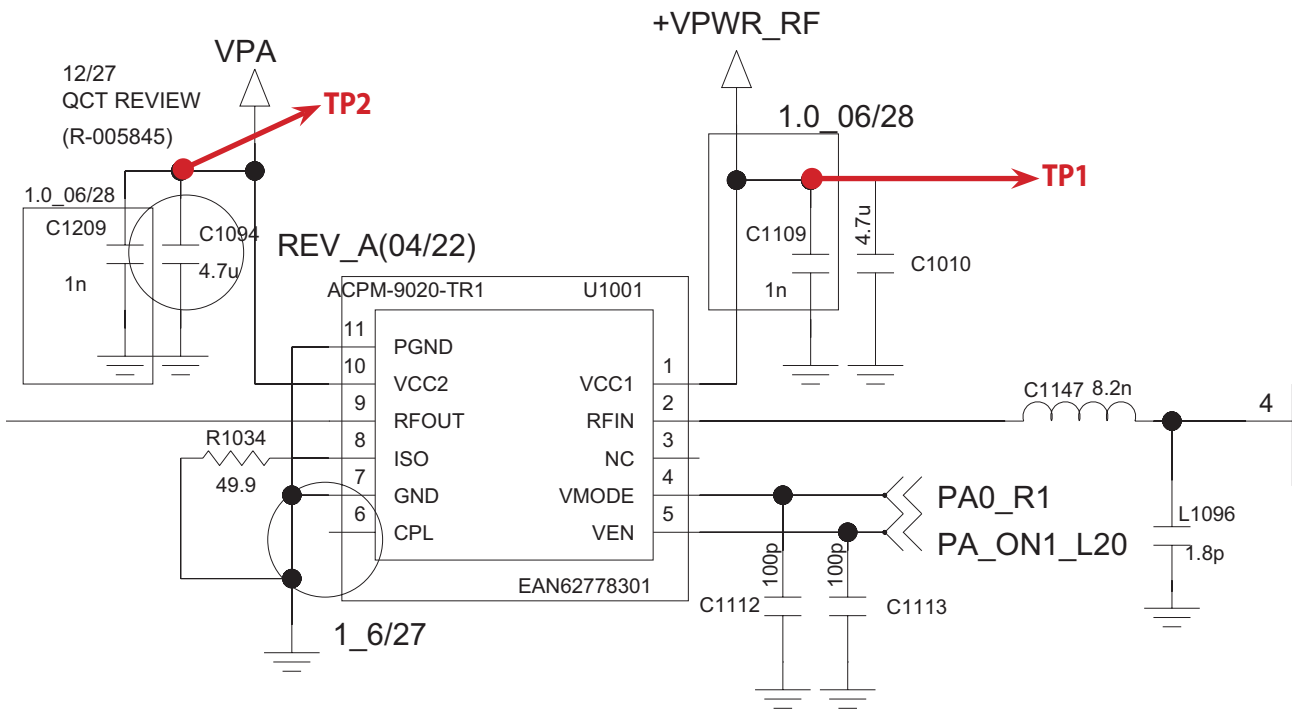 +VPWR_RF
VPA
12/27
QCT REVIEW
(R-005845)
TP2
1.0_06/28
TP1
1.0_06/28
C1209
1n
C1094
4.7u
C1109
1n
4.7u
C1010
REV_A(04/22)
ACPM-9020-TR1
U1001
11
PGND
10
VCC2
VCC1
1
9
RFOUT
RFIN
2
8
ISO
NC
3
7
GND
VMODE
4
6
CPL
VEN
5
R1034
49.9
C1147
8.2n
4
PA0_R1
PA_ON1_L20
L1096
1.8p
EAN62778301
100p
C1112
100p
C1113
1_6/27